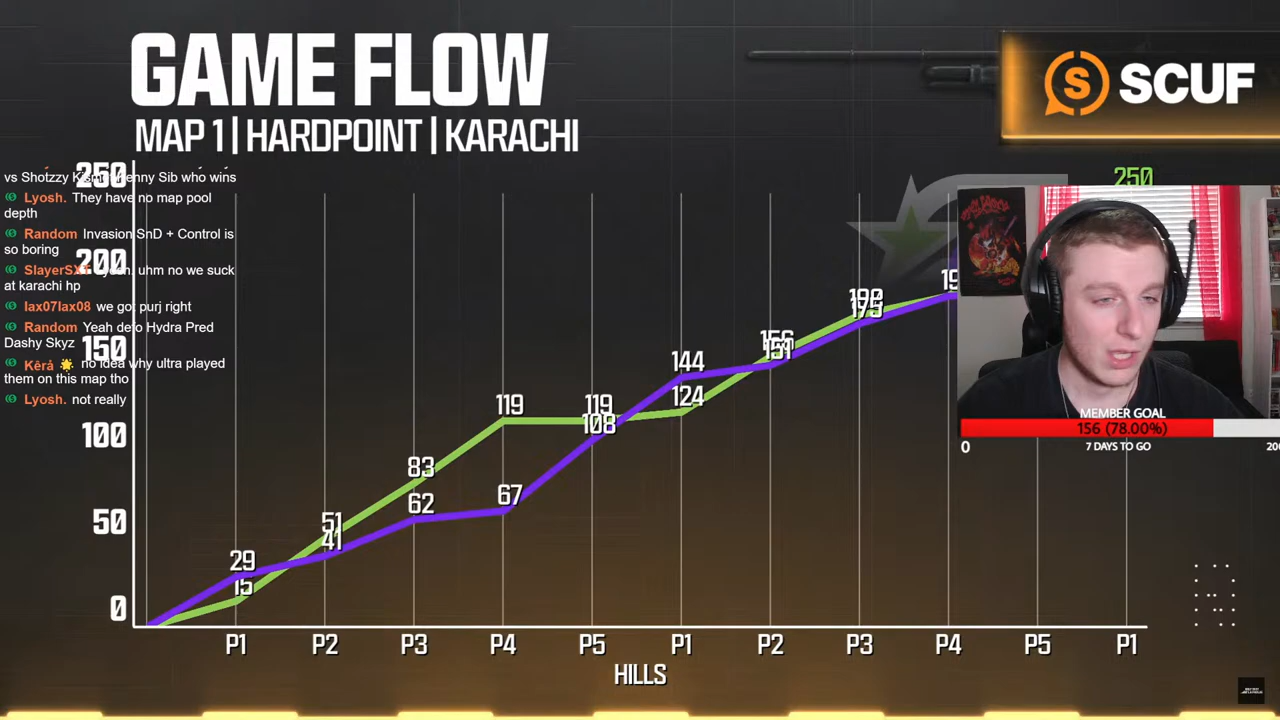 GAME FLOW
MAP 1 | HARDPOINT | KARACHI
SCUF
250
200
150
100
50
0
vs Shotzzy
enny Sib who wins
Lyosh. They have no map pool
depth
Random Invasion SnD + Control is
so boring
uhm no we suck
at karachi hp
lax07lax08 we got purj right
Random Yeah
Hydra Pred
Dashy Skyz
Kêrá no idea why ultra played
them on this map tho
Lyosh. not really
29
15
51
41
83
62
119
67
119
108
144
124
156
151
190
175
250
MEMBER GOAL
156 (78.00%)
0
7 DAYS TO GO
P1 P2 P3 P4 P5 P1 P2 P3 P4 P5 P1
HILLS